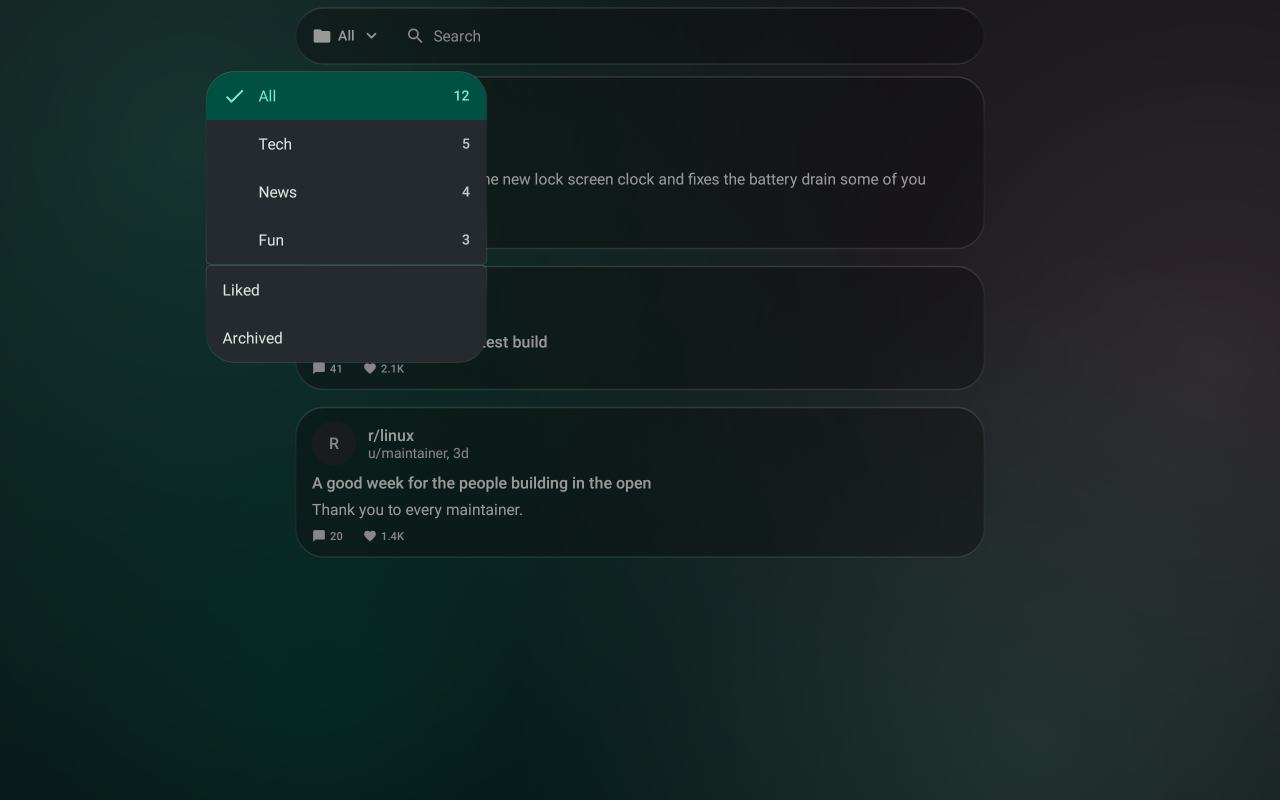 All
Search
All 12
Tech 5
News 4
Fun 3
Liked
Archived
new lock screen clock and fixes the battery drain some of you
build
41 2.1K
R
r/linux
u/maintainer, 3d
A good week for the people building in the open
Thank you to every maintainer.
20 1.4K